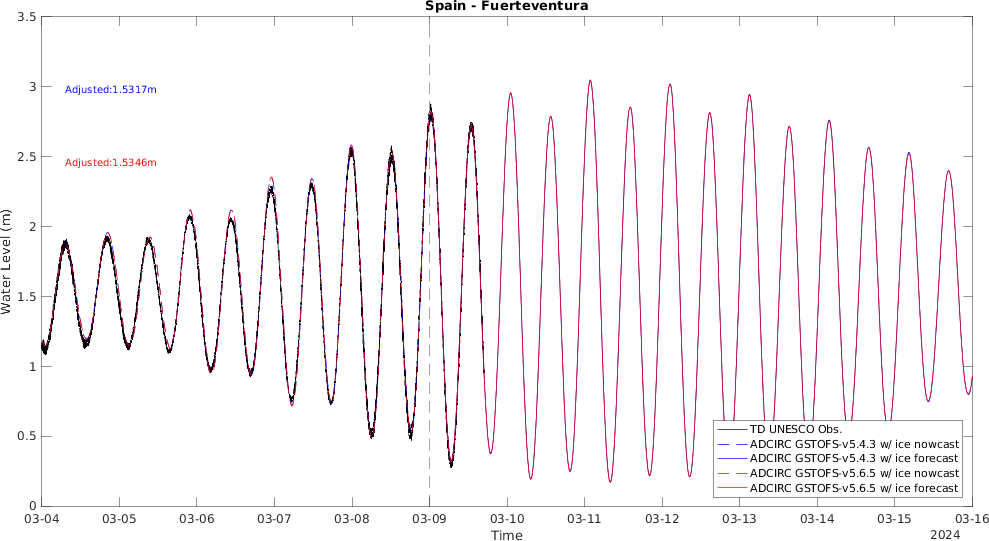 Spain - Fuerteventura
3.5
3
2.5
2
1.5
1
0.5
0
Water Level (m)
Adjusted:1.5317m
Adjusted:1.5346m
TD UNESCO Obs.
ADCIRC GSTOFS-v5.4.3 w/ ice nowcast
ADCIRC GSTOFS-v5.4.3 w/ ice forecast
ADCIRC GSTOFS-v5.6.5 w/ ice nowcast
ADCIRC GSTOFS-v5.6.5 w/ ice forecast
03-04 03-05 03-06 03-07 03-08 03-09 03-10 03-11 03-12 03-13 03-14 03-15 03-16
Time
2024